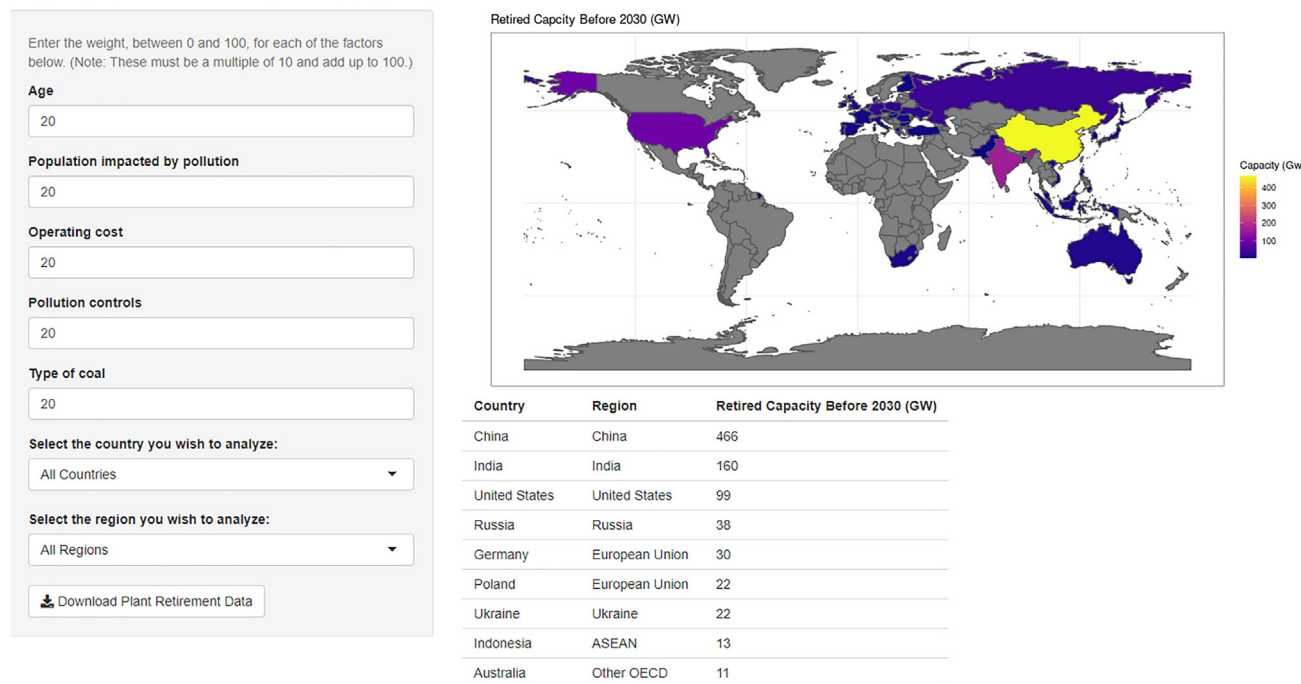 Enter the weight, between 0 and 100, for each of the factors
below. (Note: These must be a multiple of 10 and add up to 100.)
Age
20
Population impacted by pollution
20
Operating cost
20
Pollution controls
20
Type of coal
20
Select the country you wish to analyze:
All Countries
Select the region you wish to analyze:
All Regions
Download Plant Retirement Data
Retired Capcity Before 2030 (GW)
Capacity (GW
400
300
200
100
Country Region Retired Capacity Before 2030 (GW)
China China 466
India India 160
United States United States 99
Russia Russia 38
Germany European Union 30
Poland European Union 22
Ukraine Ukraine 22
Indonesia ASEAN 13
Australia Other OECD 11